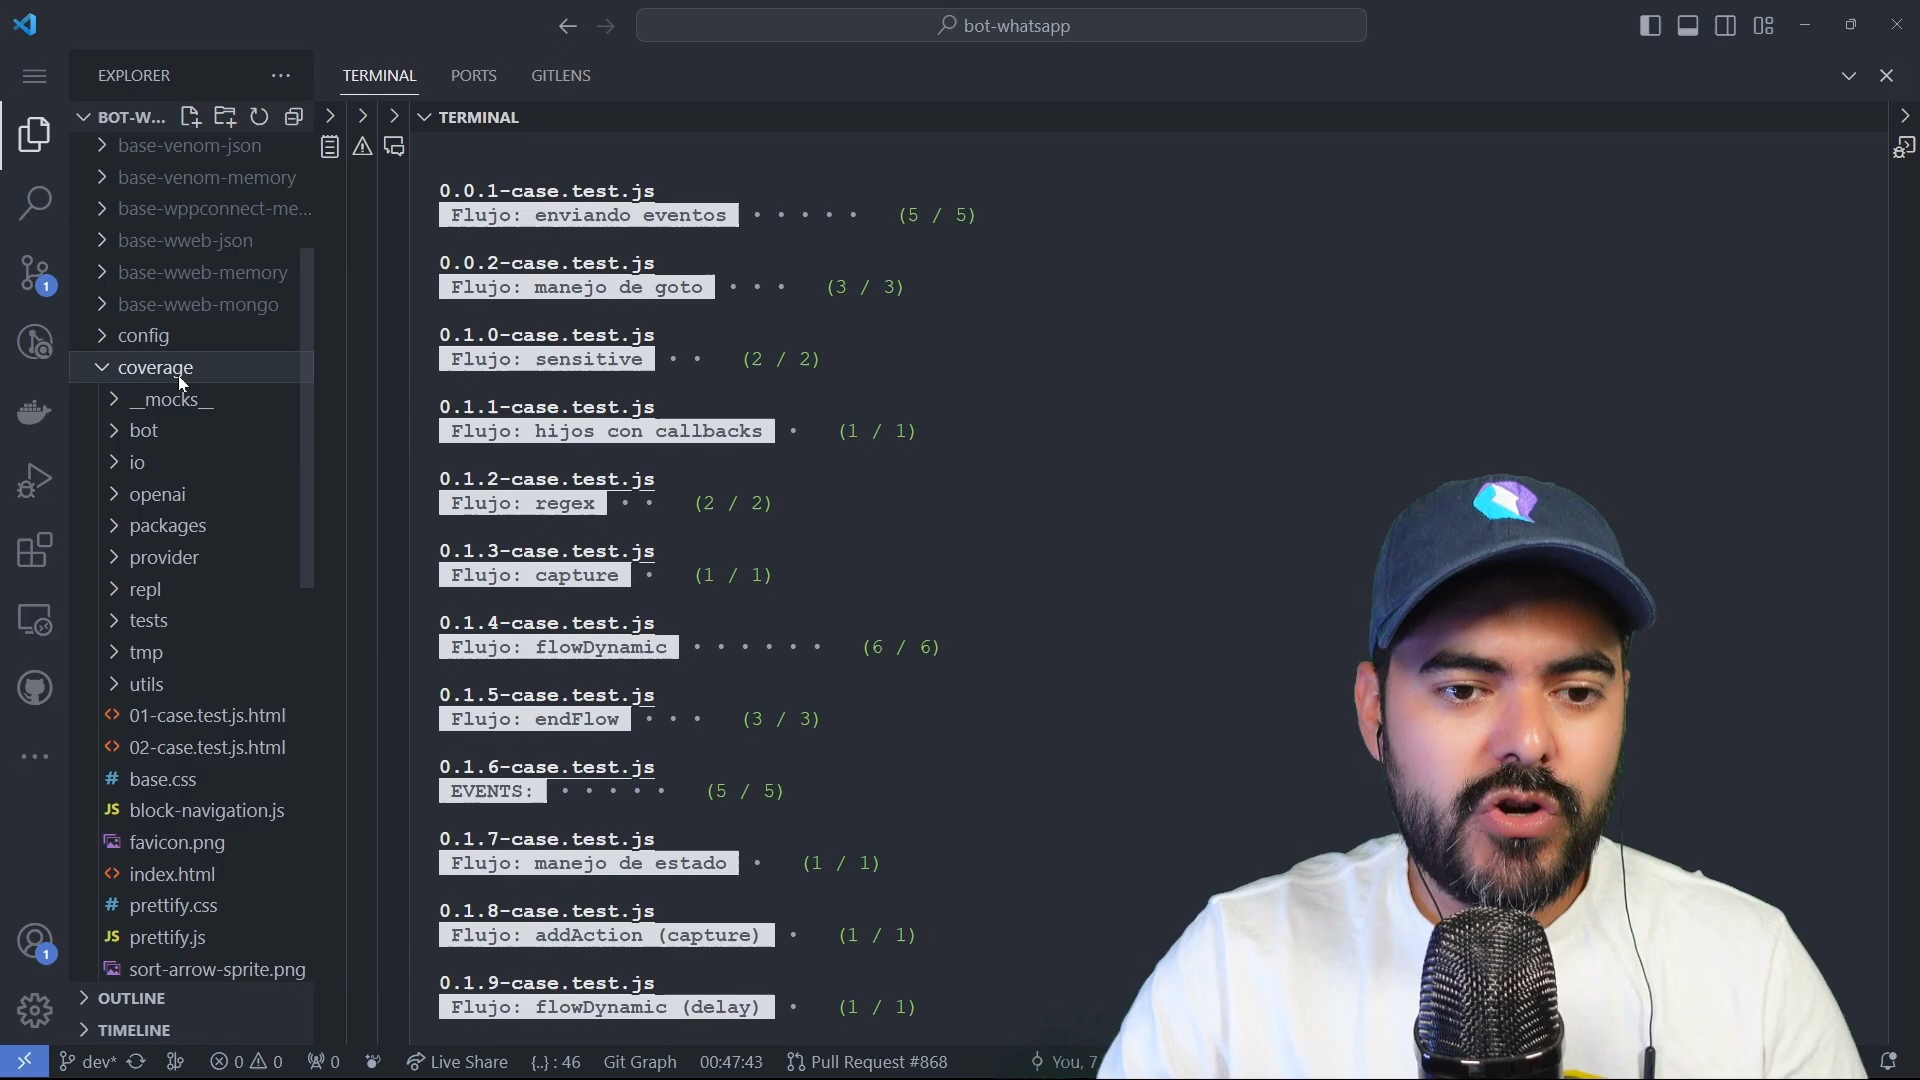 bot-whatsapp
EXPLORER
TERMINAL
PORTS
GITLENS
BOT-W...
TERMINAL
base-venom-json
base-venom-memory
base-wppconnect-me...
base-wweb-json
base-wweb-memory
base-wweb-mongo
config
coverage
__mocks__
bot
io
openai
packages
provider
repl
tests
tmp
utils
<> 01-case.test.js.html
<> 02-case.test.js.html
# base.css
JS block-navigation.js
favicon.png
<> index.html
# prettify.css
JS prettify.js
sort-arrow-sprite.png
OUTLINE
TIMELINE
1
1
0.0.1-case.test.js
Flujo: enviando eventos • • • • • (5 / 5)
0.0.2-case.test.js
Flujo: manejo de goto • • • (3 / 3)
0.1.0-case.test.js
Flujo: sensitive • • (2 / 2)
0.1.1-case.test.js
Flujo: hijos con callbacks • (1 / 1)
0.1.2-case.test.js
Flujo: regex • • (2 / 2)
0.1.3-case.test.js
Flujo: capture • (1 / 1)
0.1.4-case.test.js
Flujo: flowDynamic • • • • • • (6 / 6)
0.1.5-case.test.js
Flujo: endFlow • • • (3 / 3)
0.1.6-case.test.js
EVENTS: • • • • • (5 / 5)
0.1.7-case.test.js
Flujo: manejo de estado • (1 / 1)
0.1.8-case.test.js
Flujo: addAction (capture) • (1 / 1)
0.1.9-case.test.js
Flujo: flowDynamic (delay) • (1 / 1)
dev* 0 0 0 Live Share {..} : 46 Git Graph 00:47:43 Pull Request #868 You, 7